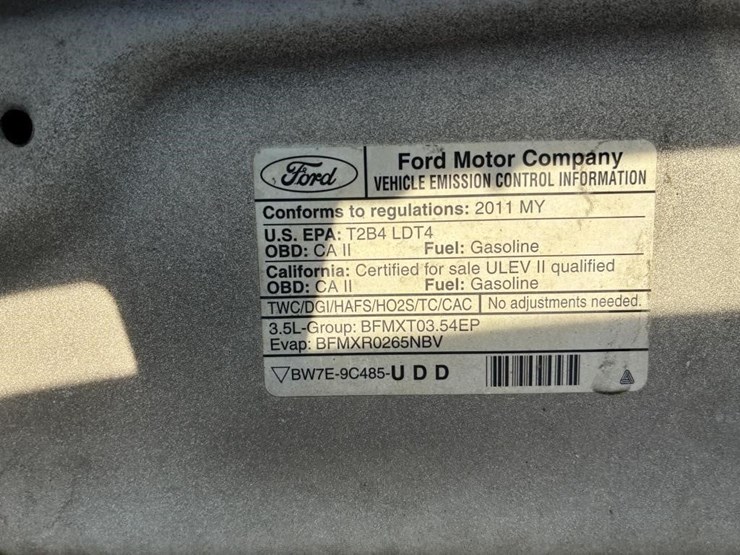 Ford
Ford Motor Company
VEHICLE EMISSION CONTROL INFORMATION
Conforms to regulations: 2011 MY
U.S. EPA: T2B4 LDT4
OBD: CA II Fuel: Gasoline
California: Certified for sale ULEV II qualified
OBD: CA II Fuel: Gasoline
TWC/DGI/HAFS/HO2S/TC/CAC No adjustments needed.
3.5L-Group: BFMXT03.54EP
Evap: BFMXR0265NBV
▽BW7E-9C485-U D D